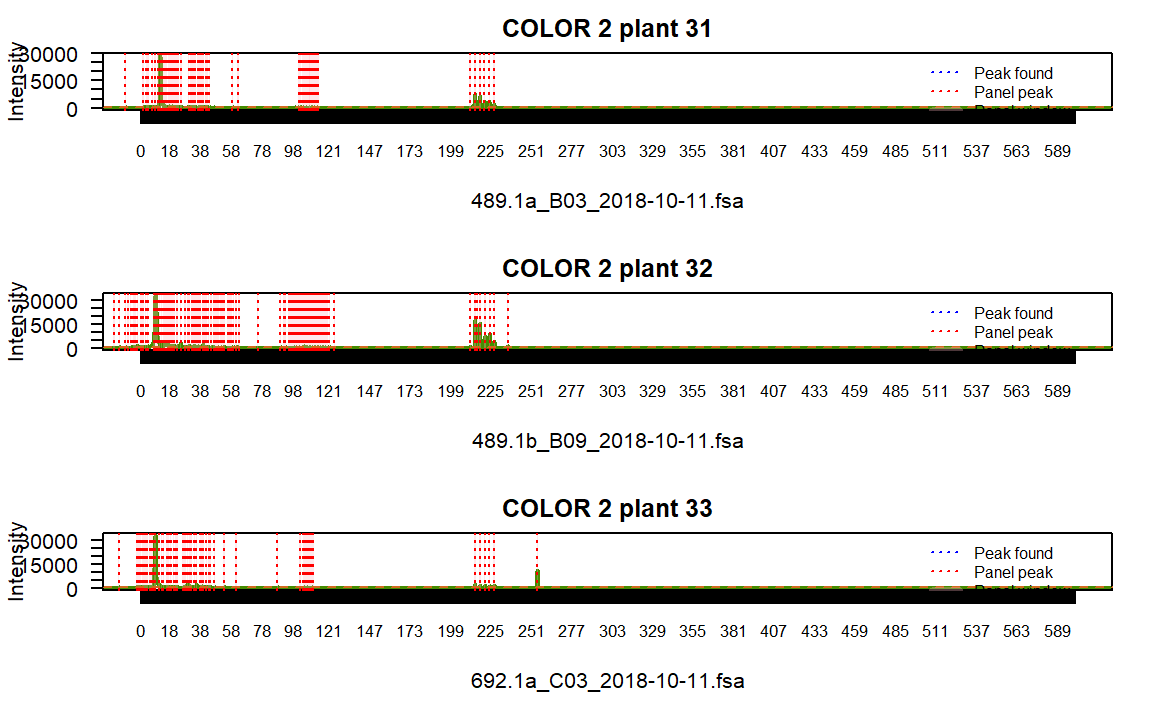 COLOR 2 plant 31
Intensity
30000
15000
0
Peak found
Panel peak
0 18 38 58 78 98 121 147 173 199 225 251 277 303 329 355 381 407 433 459 485 511 537 563 589
489.1a_B03_2018-10-11.fsa
COLOR 2 plant 32
Intensity
30000
15000
0
Peak found
Panel peak
0 18 38 58 78 98 121 147 173 199 225 251 277 303 329 355 381 407 433 459 485 511 537 563 589
489.1b_B09_2018-10-11.fsa
COLOR 2 plant 33
Intensity
30000
15000
0
Peak found
Panel peak
0 18 38 58 78 98 121 147 173 199 225 251 277 303 329 355 381 407 433 459 485 511 537 563 589
692.1a_C03_2018-10-11.fsa